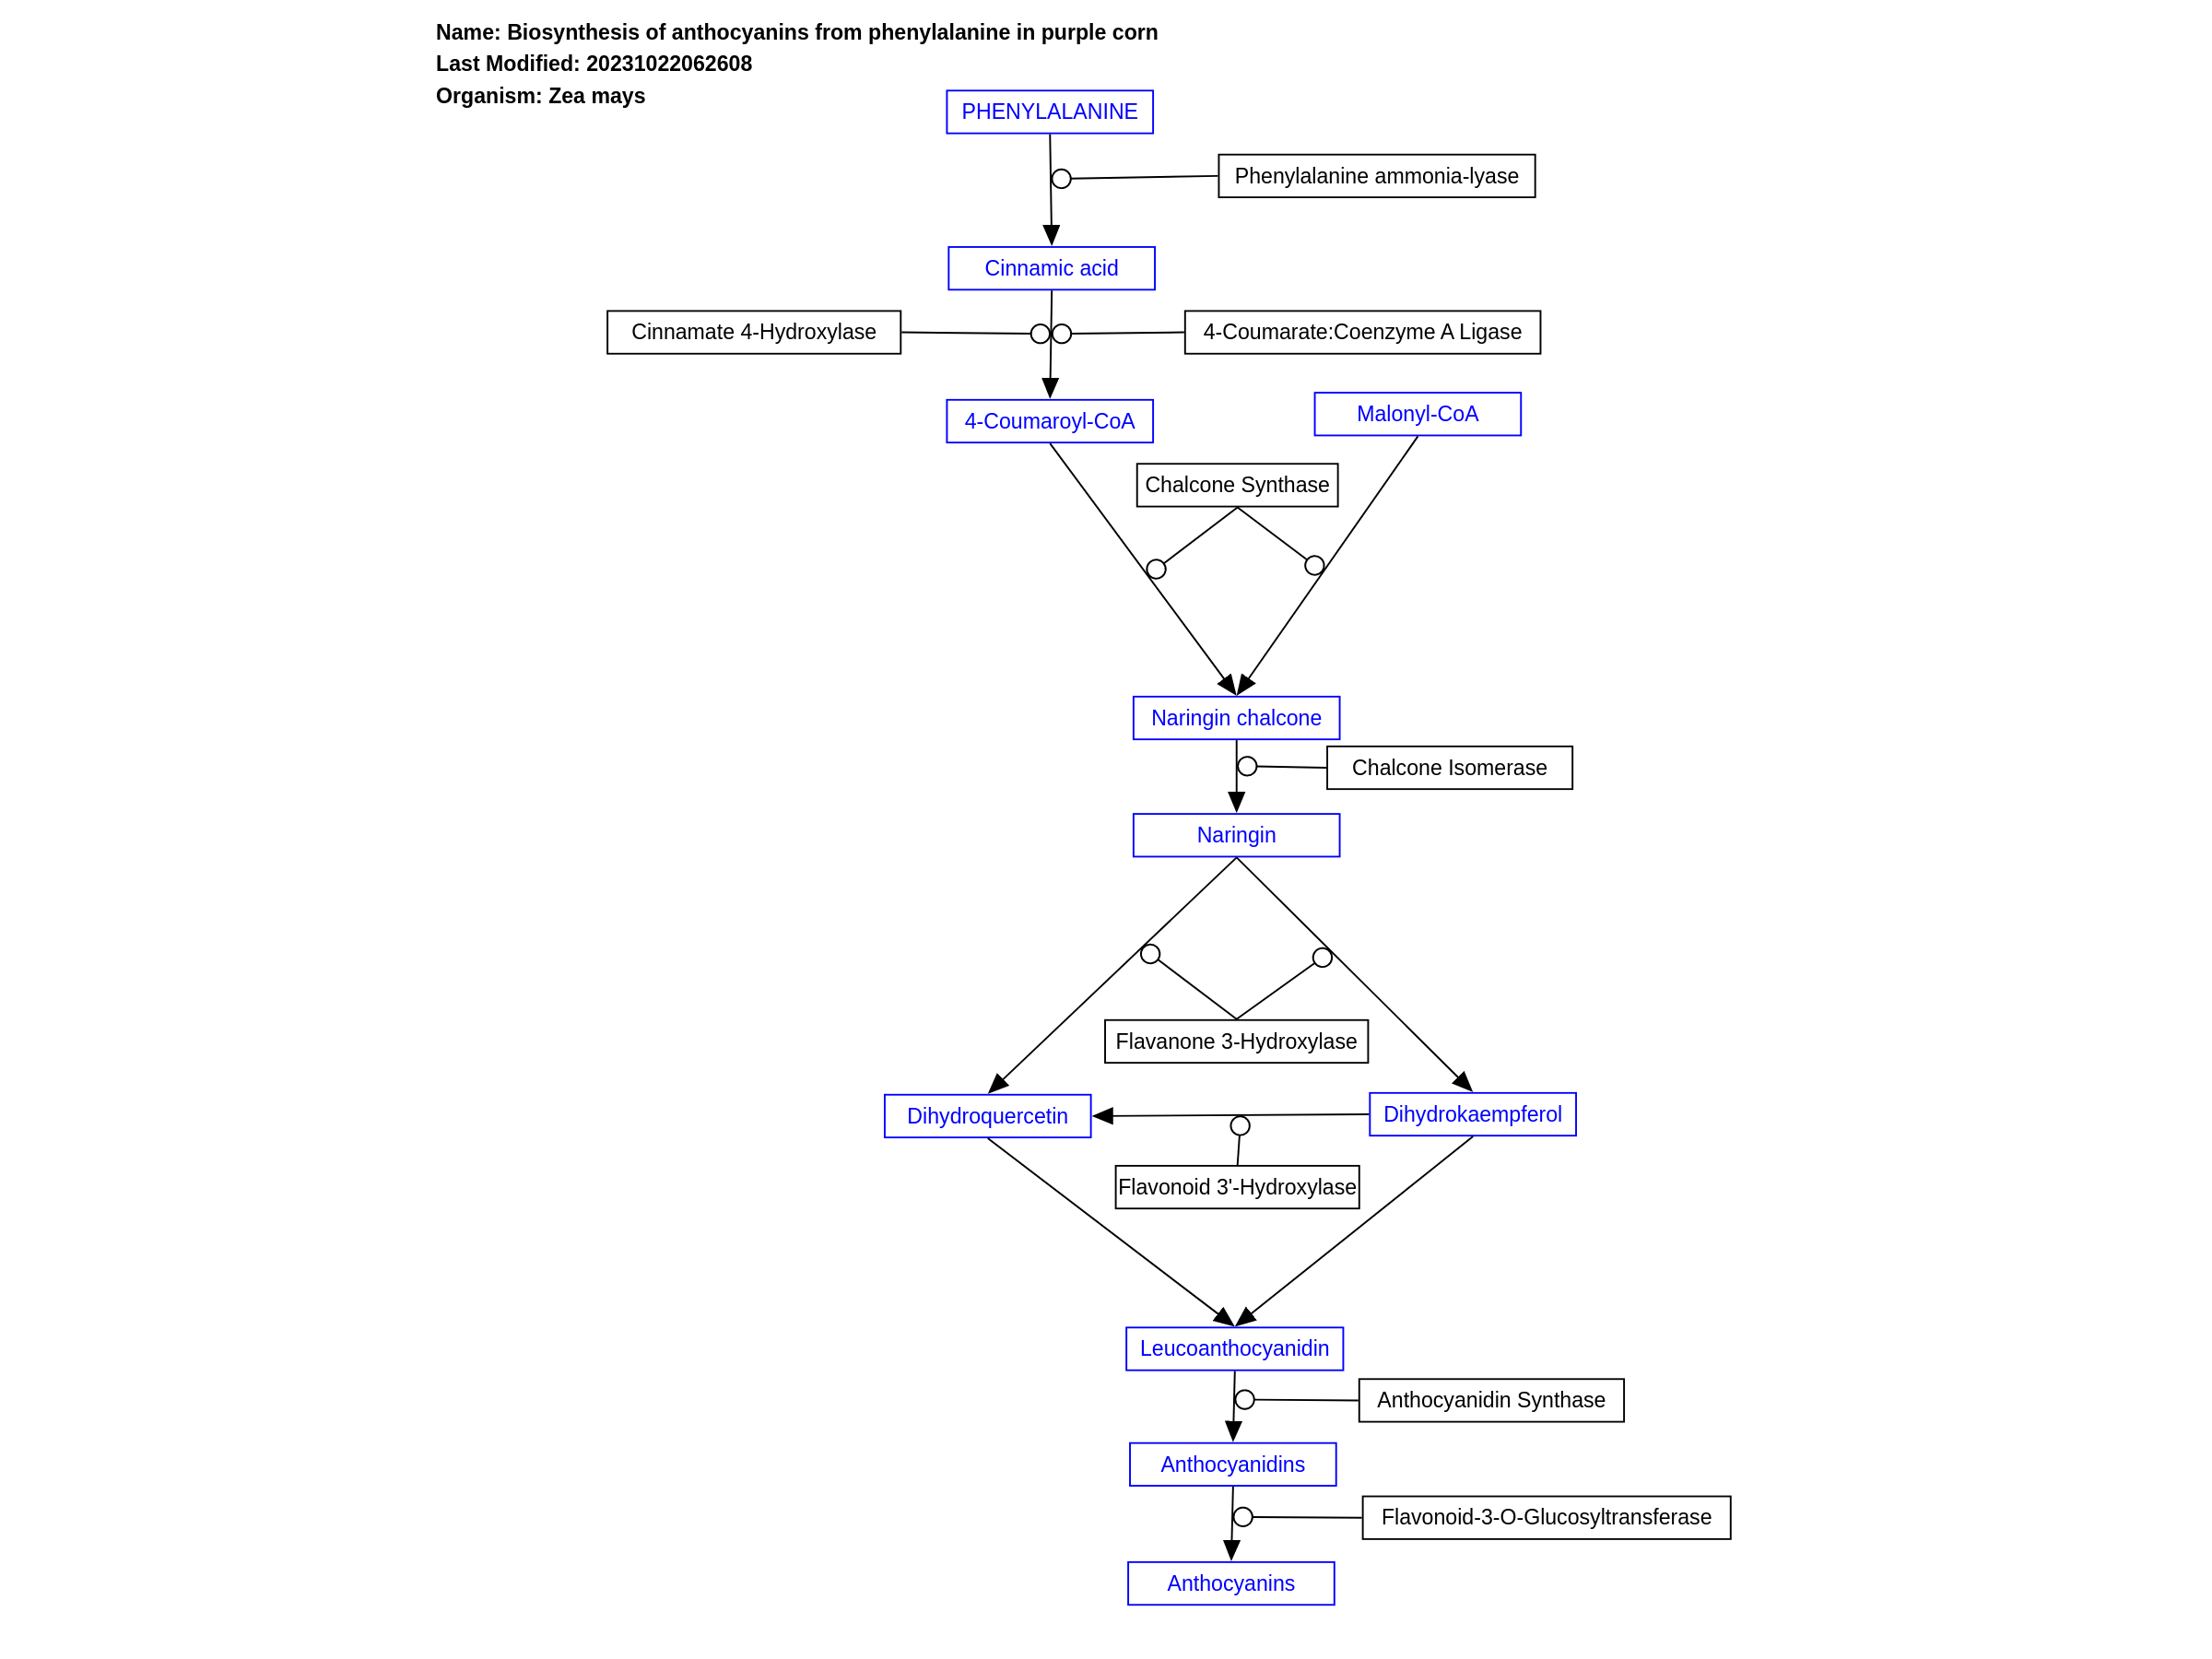 Name: Biosynthesis of anthocyanins from phenylalanine in purple corn
Last Modified: 20231022062608
Organism: Zea mays
PHENYLALANINE
Phenylalanine ammonia-lyase
Cinnamic acid
Cinnamate 4-Hydroxylase
4-Coumarate:Coenzyme A Ligase
4-Coumaroyl-CoA
Malonyl-CoA
Chalcone Synthase
Naringin chalcone
Chalcone Isomerase
Naringin
Flavanone 3-Hydroxylase
Dihydroquercetin
Dihydrokaempferol
Flavonoid 3'-Hydroxylase
Leucoanthocyanidin
Anthocyanidin Synthase
Anthocyanidins
Flavonoid-3-O-Glucosyltransferase
Anthocyanins